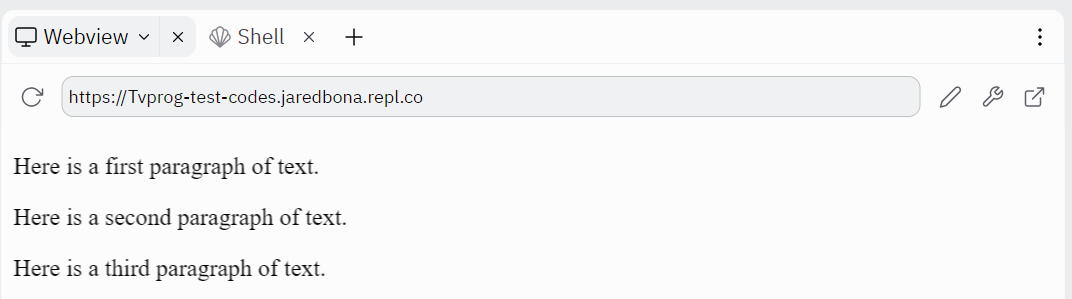 Webview
Shell
https://Tvprog-test-codes.jaredbona.repl.co
Here is a first paragraph of text.
Here is a second paragraph of text.
Here is a third paragraph of text.